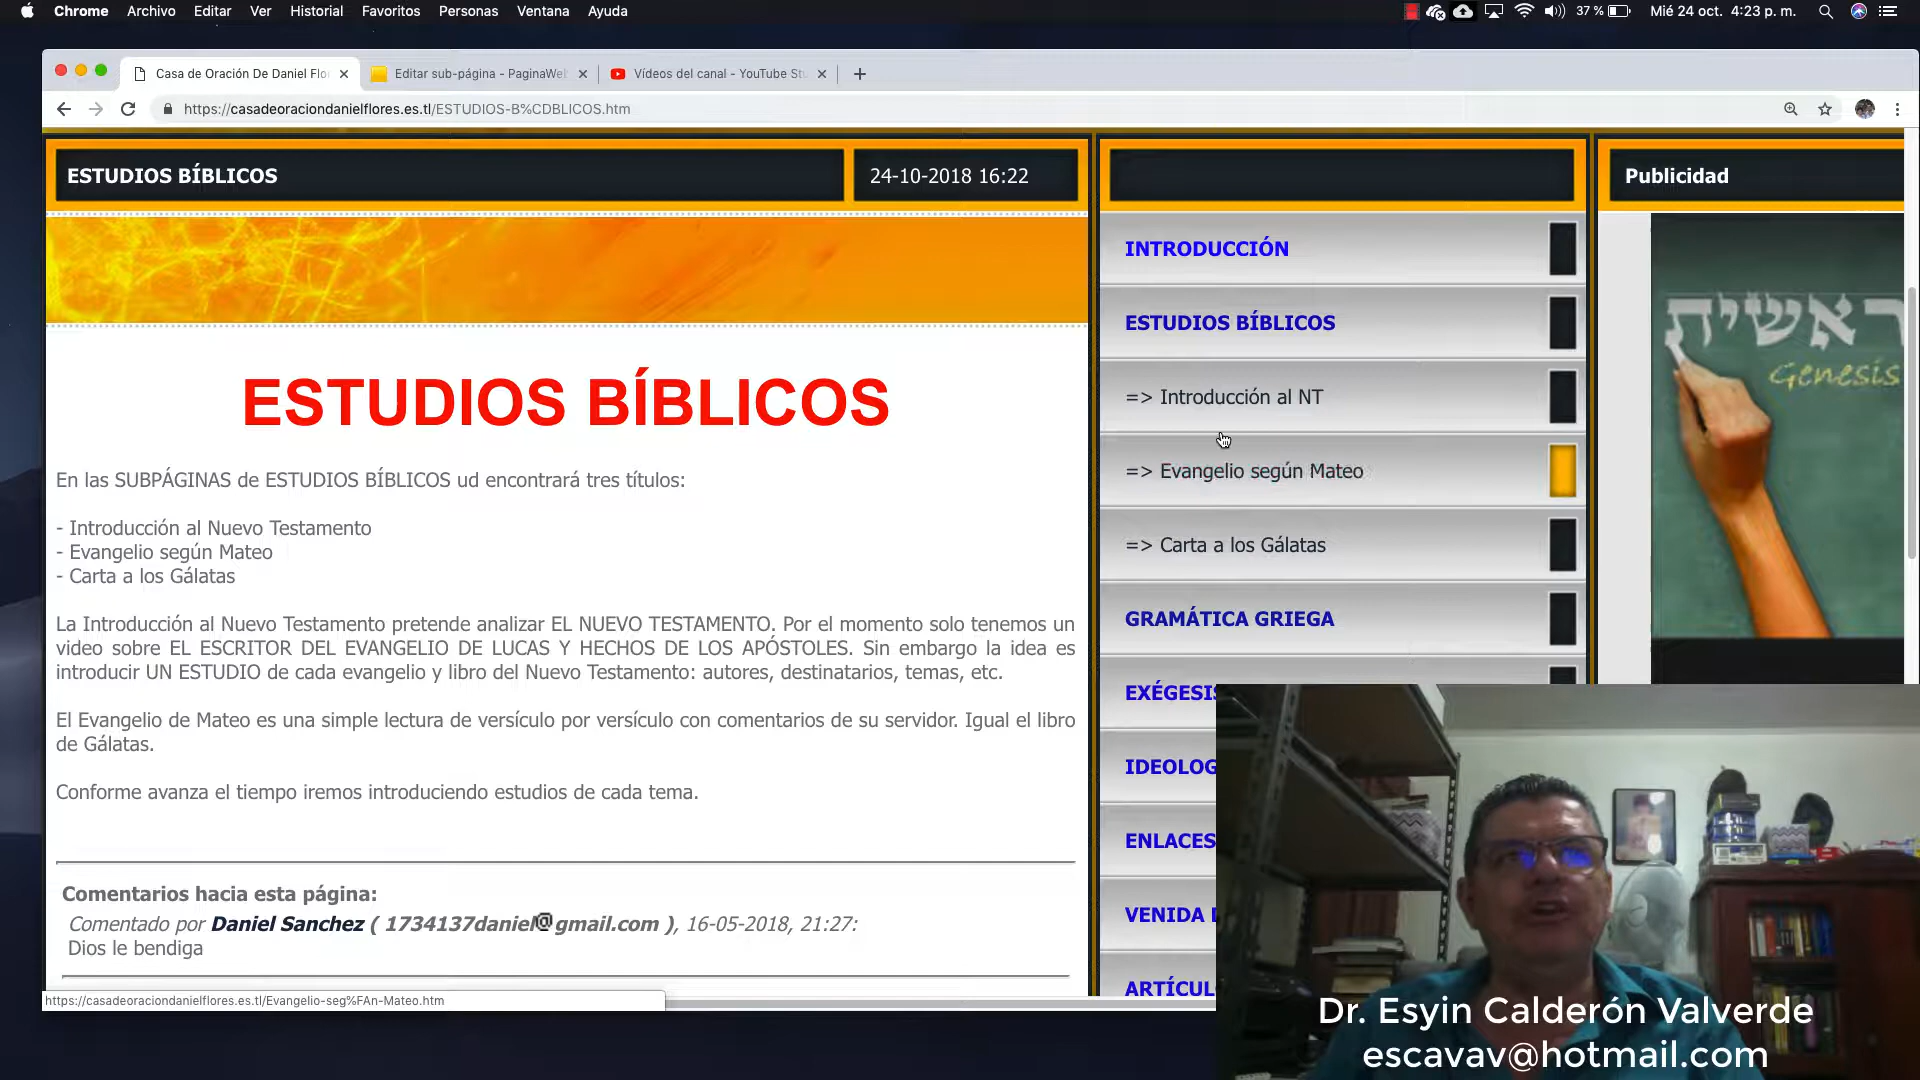 Chrome Archivo Editar Ver Historial Favoritos Personas Ventana Ayuda
37 % Mié 24 oct. 4:23 p. m.
Casa de Oración De Daniel Flo
Editar sub-página - PaginaWeb
Vídeos del canal - YouTube Stu
https://casadeoraciondanielflores.es.tl/ESTUDIOS-B%CDBLICOS.htm
ESTUDIOS BÍBLICOS
24-10-2018 16:22
ESTUDIOS BÍBLICOS
En las SUBPÁGINAS de ESTUDIOS BÍBLICOS ud encontrará tres títulos:
- Introducción al Nuevo Testamento
- Evangelio según Mateo
- Carta a los Gálatas
La Introducción al Nuevo Testamento pretende analizar EL NUEVO TESTAMENTO. Por el momento solo tenemos un
video sobre EL ESCRITOR DEL EVANGELIO DE LUCAS Y HECHOS DE LOS APÓSTOLES. Sin embargo la idea es
introducir UN ESTUDIO de cada evangelio y libro del Nuevo Testamento: autores, destinatarios, temas, etc.
El Evangelio de Mateo es una simple lectura de versículo por versículo con comentarios de su servidor. Igual el libro
de Gálatas.
Conforme avanza el tiempo iremos introduciendo estudios de cada tema.
Comentarios hacia esta página:
Comentado por Daniel Sanchez ( 1734137daniel@gmail.com ), 16-05-2018, 21:27:
Dios le bendiga
https://casadeoraciondanielflores.es.tl/Evangelio-seg%FAn-Mateo.htm
INTRODUCCIÓN
ESTUDIOS BÍBLICOS
=> Introducción al NT
=> Evangelio según Mateo
=> Carta a los Gálatas
GRAMÁTICA GRIEGA
EXÉGESIS
IDEOLOG
ENLACES
VENIDA
ARTÍCUL
Publicidad
ראשית
Genesis
Dr. Esyin Calderón Valverde
escavav@hotmail.com